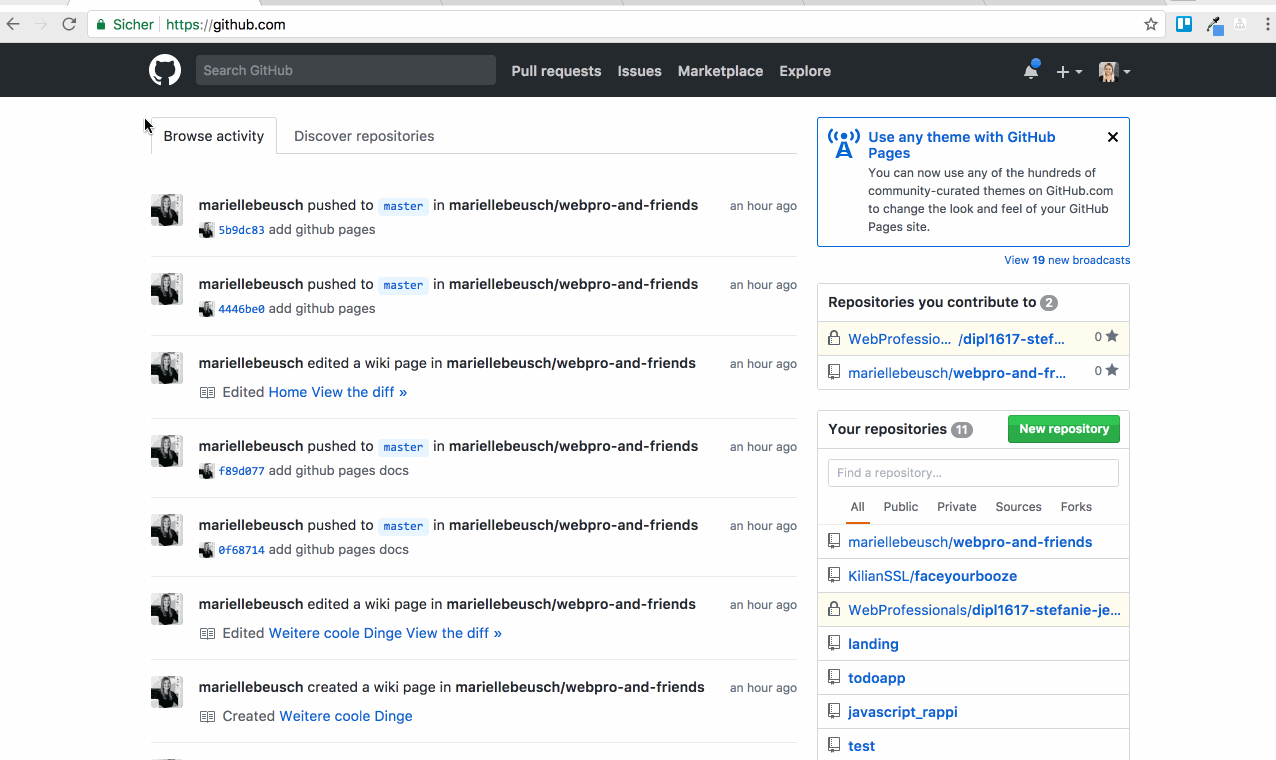 Sicher https://github.com
Search GitHub Pull requests Issues Marketplace Explore
Browse activity Discover repositories
mariellebeusch pushed to master in mariellebeusch/webpro-and-friends an hour ago
5b9dc83 add github pages
mariellebeusch pushed to master in mariellebeusch/webpro-and-friends an hour ago
4446be0 add github pages
mariellebeusch edited a wiki page in mariellebeusch/webpro-and-friends an hour ago
Edited Home View the diff »
mariellebeusch pushed to master in mariellebeusch/webpro-and-friends an hour ago
f89d077 add github pages docs
mariellebeusch pushed to master in mariellebeusch/webpro-and-friends an hour ago
0f68714 add github pages docs
mariellebeusch edited a wiki page in mariellebeusch/webpro-and-friends an hour ago
Edited Weitere coole Dinge View the diff »
mariellebeusch created a wiki page in mariellebeusch/webpro-and-friends an hour ago
Created Weitere coole Dinge
Use any theme with GitHub
Pages
You can now use any of the hundreds of
community-curated themes on GitHub.com
to change the look and feel of your GitHub
Pages site.
View 19 new broadcasts
Repositories you contribute to 2
WebProfessio... /dipl1617-stef... 0
mariellebeusch/webpro-and-fr... 0
Your repositories 11 New repository
Find a repository...
All Public Private Sources Forks
mariellebeusch/webpro-and-friends
KilianSSL/faceyourbooze
WebProfessionals/dipl1617-stefanie-je...
landing
todoapp
javascript_rappi
test